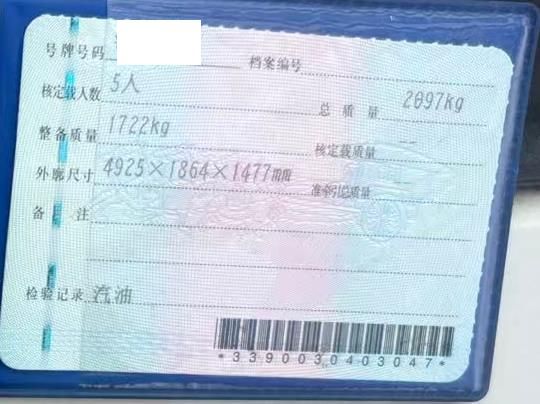 号牌号码
档案编号
核定载人数 5人
总质量 2097kg
整备质量 1722kg
核定载质量 --
外廓尺寸 4925×1864×1477mm
准牵引总质量 --
备注
检验记录 汽油
*3390030403047*